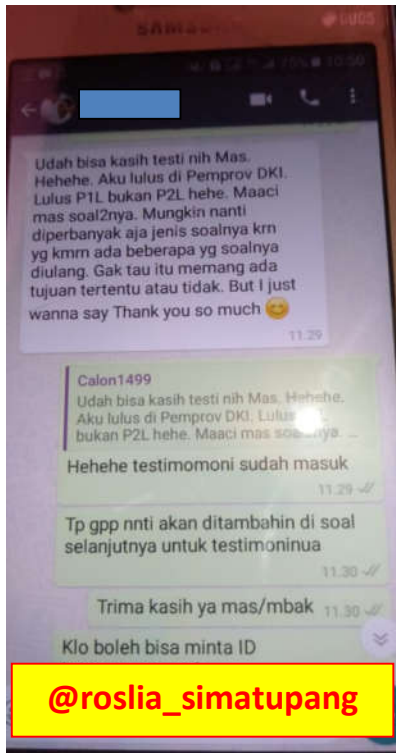 SAMSUNG
DUOS
75% 10:50
Udah bisa kasih testi nih Mas.
Hehehe. Aku lulus di Pemprov DKI.
Lulus P1L bukan P2L hehe. Maaci
mas soal2nya. Mungkin nanti
diperbanyak aja jenis soalnya krn
yg kmrn ada beberapa yg soalnya
diulang. Gak tau itu memang ada
tujuan tertentu atau tidak. But I just
wanna say Thank you so much 😊
11.29
Calon1499
Udah bisa kasih testi nih Mas. Hehehe.
Aku lulus di Pemprov DKI. Lulus
bukan P2L hehe. Maaci mas ...
Hehehe testimomoni sudah masuk
11.29
Tp gpp nnti akan ditambahin di soal
selanjutnya untuk testimoninua
11.30
Trima kasih ya mas/mbak 11.30
Klo boleh bisa minta ID
@roslia_simatupang